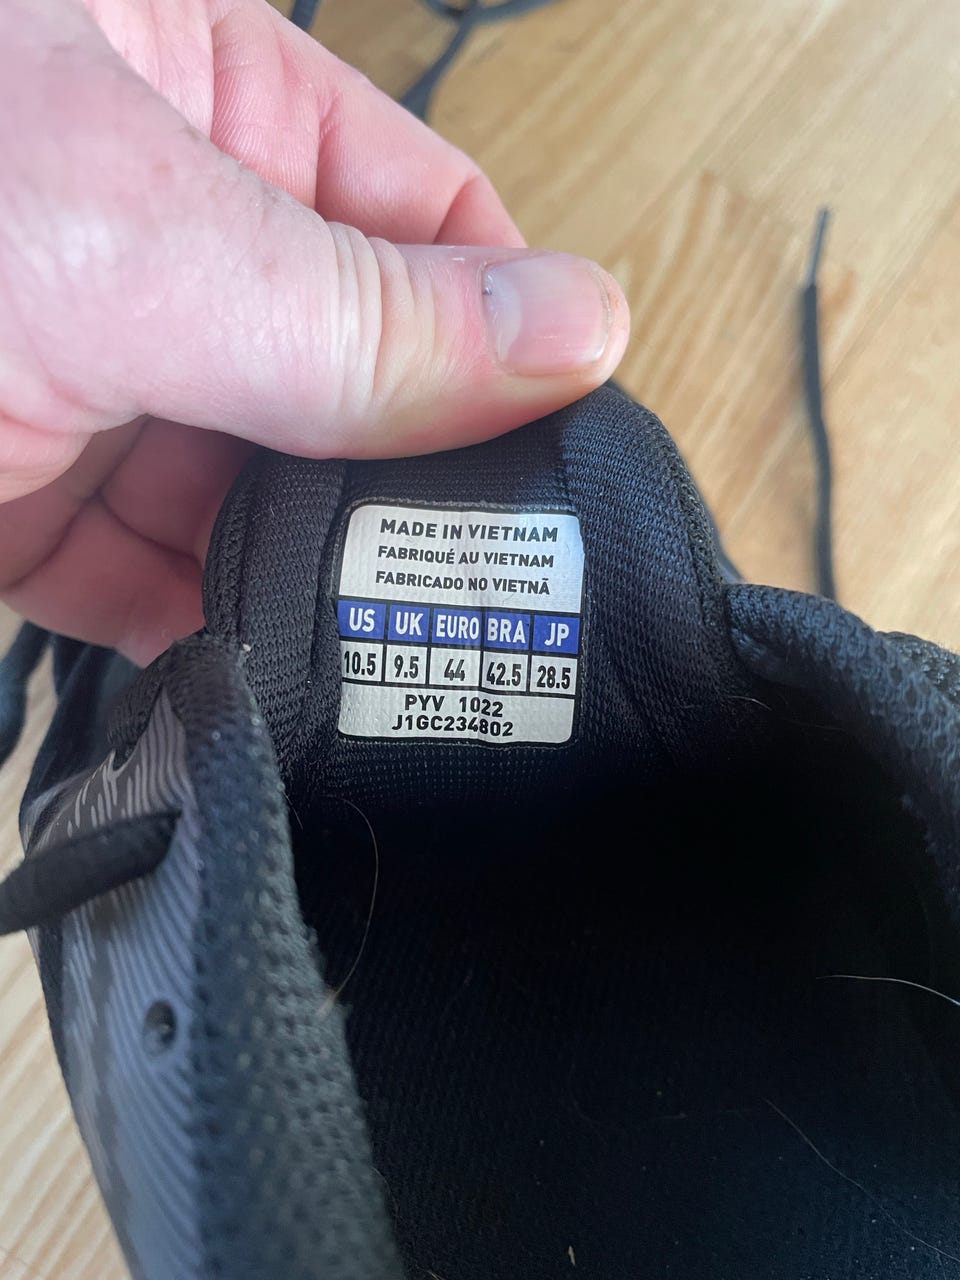 MADE IN VIETNAM
FABRIQUÉ AU VIETNAM
FABRICADO NO VIETNÃ
US UK EURO BRA JP
10.5 9.5 44 42.5 28.5
PYV 1022
J1GC234802